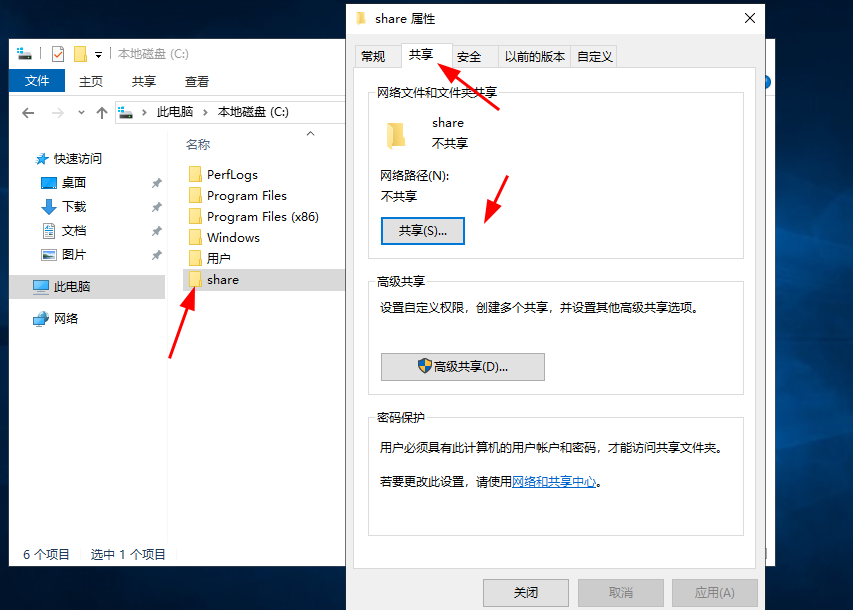 本地磁盘 (C:)
文件 主页 共享 查看
此电脑 本地磁盘 (C:)
快速访问
桌面
下载
文档
图片
此电脑
网络
名称
PerfLogs
Program Files
Program Files (x86)
Windows
用户
share
6 个项目 选中 1 个项目
share 属性
常规 共享 安全 以前的版本 自定义
网络文件和文件夹共享
share
不共享
网络路径(N):
不共享
共享(S)...
高级共享
设置自定义权限，创建多个共享，并设置其他高级共享选项。
高级共享(D)...
密码保护
用户必须具有此计算机的用户帐户和密码，才能访问共享文件夹。
若要更改此设置，请使用网络和共享中心。
关闭 取消 应用(A)